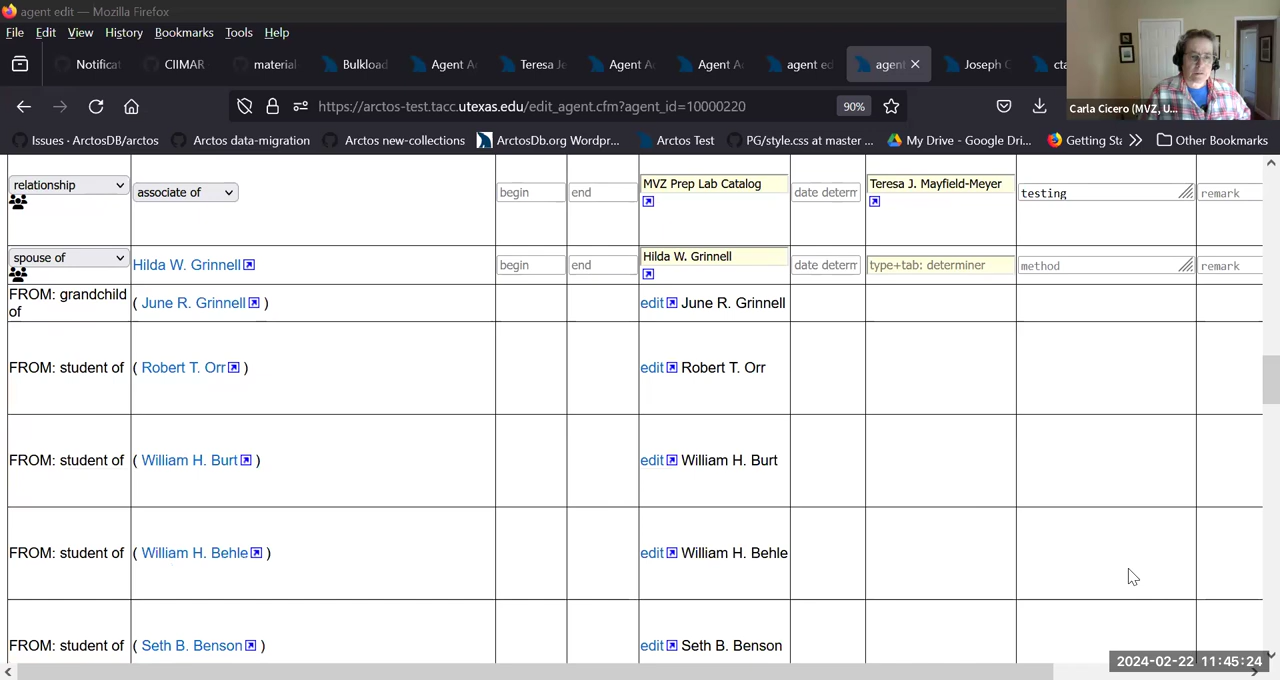 agent edit — Mozilla Firefox
File Edit View History Bookmarks Tools Help
Notificat CIIMAR material Bulkload Agent A Teresa Je Agent A Agent A agent ed agent Joseph G cta
https://arctos-test.tacc.utexas.edu/edit_agent.cfm?agent_id=10000220 90%
Carla Cicero (MVZ, U...
Issues · ArctosDB/arctos Arctos data-migration Arctos new-collections ArctosDb.org Wordpr... Arctos Test PG/style.css at master ... My Drive - Google Dri... Getting Sta Other Bookmarks
relationship associate of begin end MVZ Prep Lab Catalog date determ Teresa J. Mayfield-Meyer testing remark
spouse of Hilda W. Grinnell begin end Hilda W. Grinnell date determ type+tab: determiner method remark
FROM: grandchild of ( June R. Grinnell ) edit June R. Grinnell
FROM: student of ( Robert T. Orr ) edit Robert T. Orr
FROM: student of ( William H. Burt ) edit William H. Burt
FROM: student of ( William H. Behle ) edit William H. Behle
FROM: student of ( Seth B. Benson ) edit Seth B. Benson
2024-02-22 11:45:24